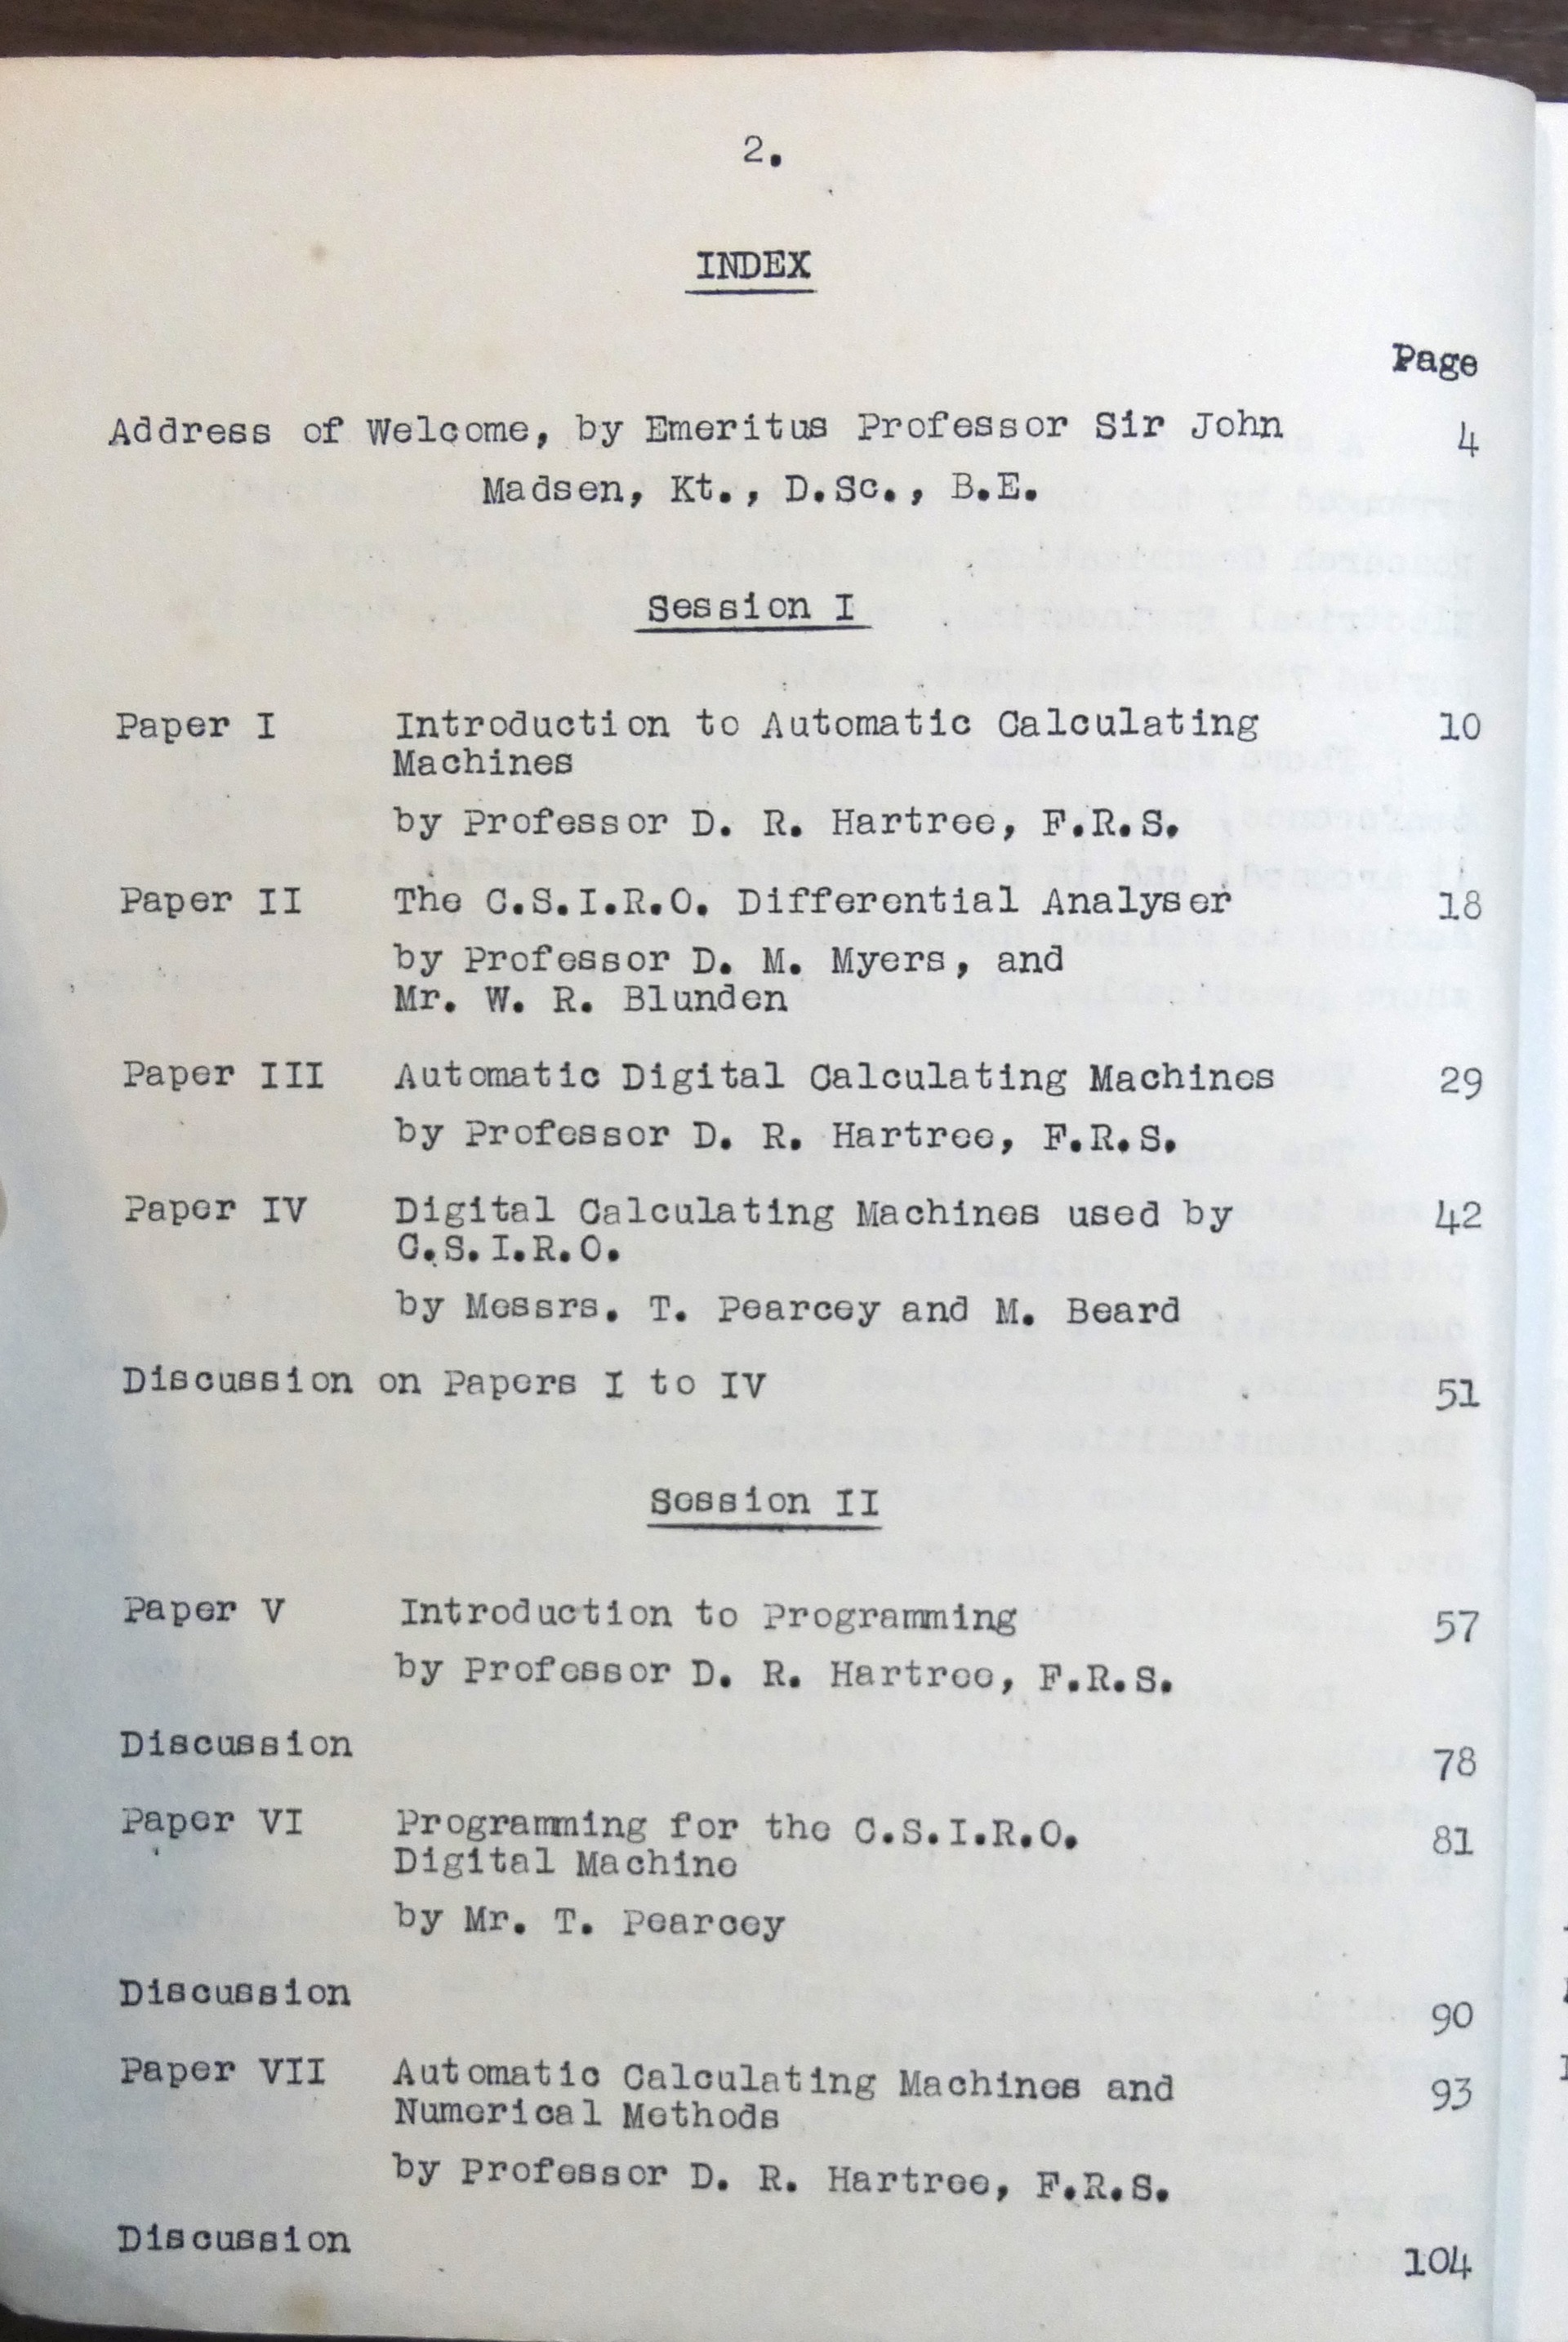 2.
INDEX
Page
Address of Welcome, by Emeritus Professor Sir John 4
Madsen, Kt., D.Sc., B.E.
Session I
Paper I Introduction to Automatic Calculating 10
Machines
by Professor D. R. Hartree, F.R.S.
Paper II The C.S.I.R.O. Differential Analyser 18
by Professor D. M. Myers, and
Mr. W. R. Blunden
Paper III Automatic Digital Calculating Machines 29
by Professor D. R. Hartree, F.R.S.
Paper IV Digital Calculating Machines used by 42
C.S.I.R.O.
by Messrs. T. Pearcey and M. Beard
Discussion on Papers I to IV 51
Session II
Paper V Introduction to Programming 57
by Professor D. R. Hartree, F.R.S.
Discussion 78
Paper VI Programming for the C.S.I.R.O. 81
Digital Machine
by Mr. T. Pearcey
Discussion 90
Paper VII Automatic Calculating Machines and 93
Numerical Methods
by Professor D. R. Hartree, F.R.S.
Discussion 104